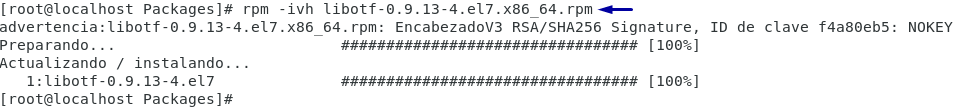 [root@localhost Packages]# rpm -ivh libotf-0.9.13-4.el7.x86_64.rpm
advertencia:libotf-0.9.13-4.el7.x86_64.rpm: EncabezadoV3 RSA/SHA256 Signature, ID de clave f4a80eb5: NOKEY
Preparando... ################################# [100%]
Actualizando / instalando...
1:libotf-0.9.13-4.el7 ################################# [100%]
[root@localhost Packages]#